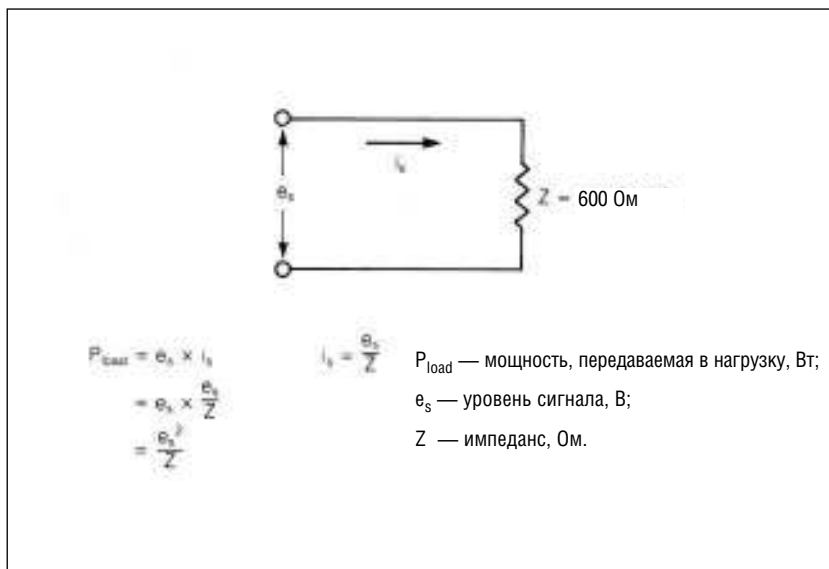 i_s
e_s
Z = 600 Ом
P_load = e_s × i_s
= e_s × e_s/Z
= e_s²/Z
i_s = e_s/Z
P_load — мощность, передаваемая в нагрузку, Вт;
e_s — уровень сигнала, В;
Z — импеданс, Ом.